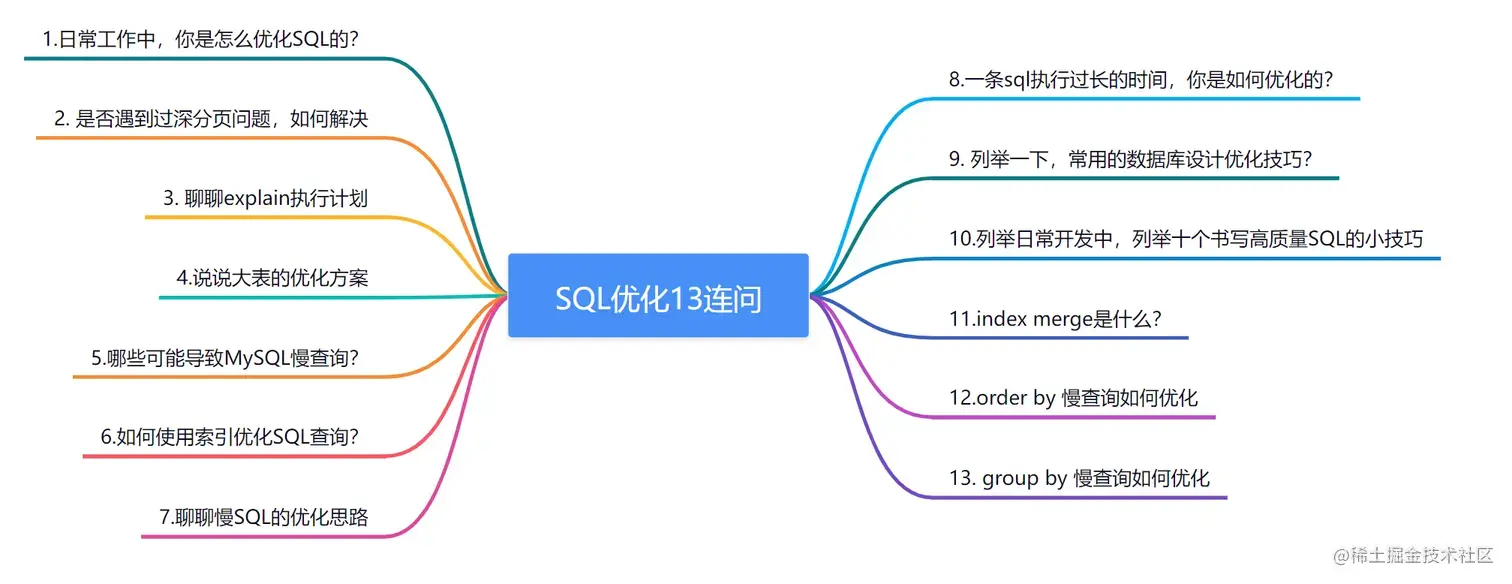 1.日常工作中，你是怎么优化SQL的？
2. 是否遇到过深分页问题，如何解决
3. 聊聊explain执行计划
4.说说大表的优化方案
5.哪些可能导致MySQL慢查询？
6.如何使用索引优化SQL查询？
7.聊聊慢SQL的优化思路
SQL优化13连问
8.一条sql执行过长的时间，你是如何优化的？
9. 列举一下，常用的数据库设计优化技巧？
10.列举日常开发中，列举十个书写高质量SQL的小技巧
11.index merge是什么？
12.order by 慢查询如何优化
13. group by 慢查询如何优化
@稀土掘金技术社区